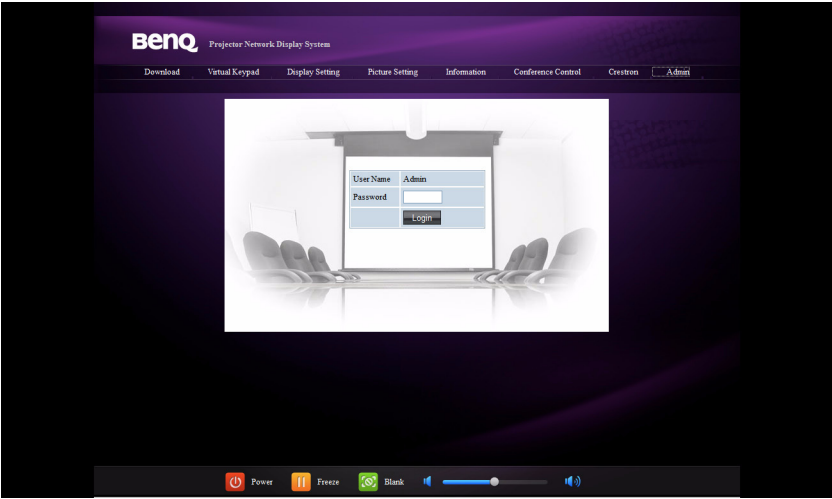 BenQ Projector Network Display System
Download Virtual Keypad Display Setting Picture Setting Information Conference Control Crestron Admin
User Name Admin
Password
Login
Power Freeze Blank